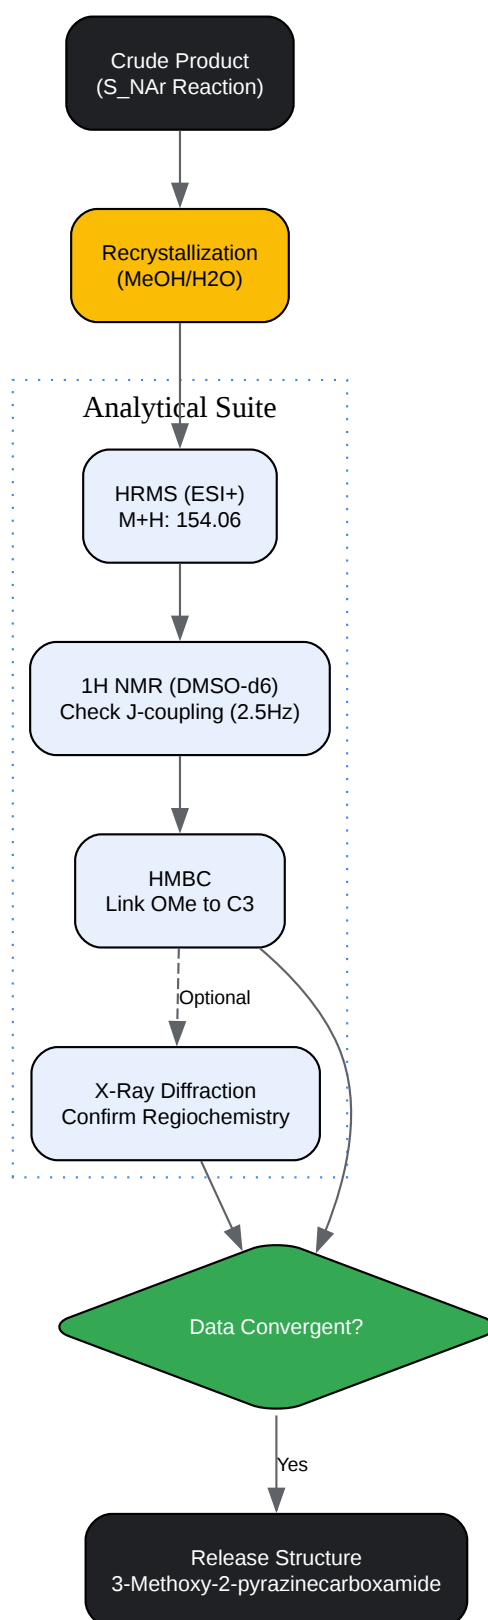 Crude Product
(S_NAr Reaction)
Recrystallization
(MeOH/H2O)
Analytical Suite
HRMS (ESI+)
M+H: 154.06
1H NMR (DMSO-d6)
Check J-coupling (2.5Hz)
HMBC
Link OMe to C3
Optional
X-Ray Diffraction
Confirm Regiochemistry
Data Convergent?
Yes
Release Structure
3-Methoxy-2-pyrazinecarboxamide